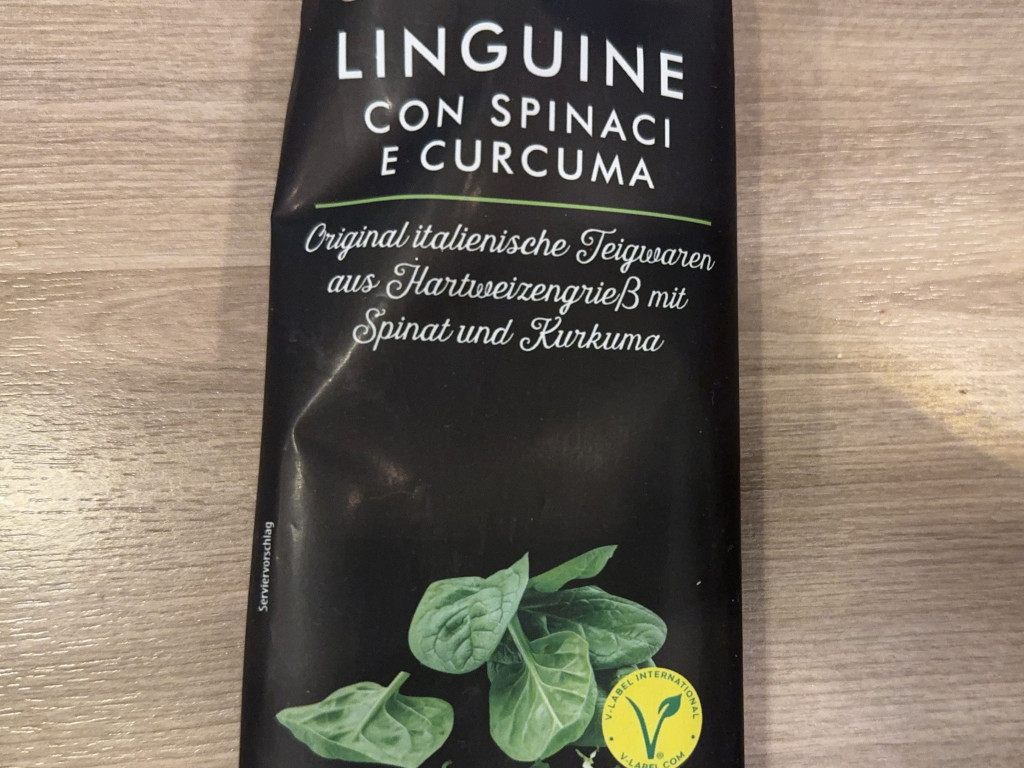 LINGUINE
CON SPINACI
E CURCUMA
Original italienische Teigwaren
aus Hartweizengrieß mit
Spinat und Kurkuma
Serviervorschlag
V-LABEL INTERNATIONAL
V-LABEL.COM